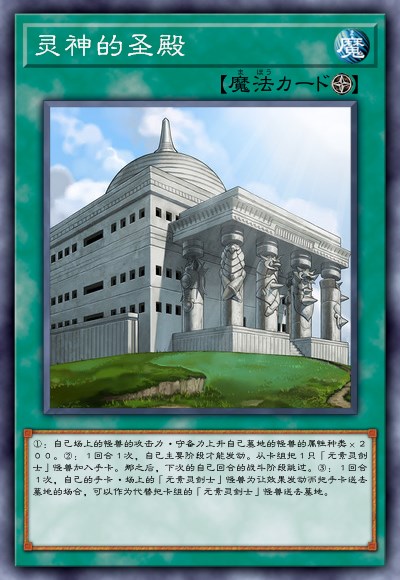 灵神的圣殿
魔
【魔法カード】
まほう
①：自己场上的怪兽的攻击力·守备力上升自己墓地的怪兽的属性种类×2
00。②：1回合1次，自己主要阶段才能发动。从卡组把1只「元素灵剑
士」怪兽加入手卡。那之后，下次的自己回合的战斗阶段跳过。③：1回合
1次，自己的手卡·场上的「元素灵剑士」怪兽为让效果发动而把手卡送去
墓地的场合，可以作为代替把卡组的「元素灵剑士」怪兽送去墓地。